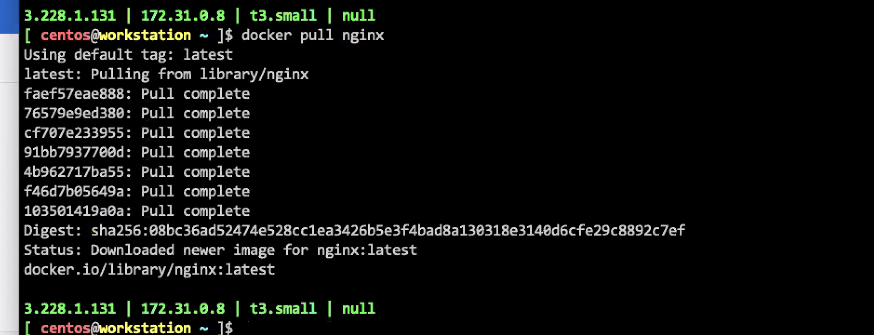 3.228.1.131 | 172.31.0.8 | t3.small | null
[ centos@workstation ~ ]$ docker pull nginx
Using default tag: latest
latest: Pulling from library/nginx
faef57eae888: Pull complete
76579e9ed380: Pull complete
cf707e233955: Pull complete
91bb7937700d: Pull complete
4b962717ba55: Pull complete
f46d7b05649a: Pull complete
103501419a0a: Pull complete
Digest: sha256:08bc36ad52474e528cc1ea3426b5e3f4bad8a130318e3140d6cfe29c8892c7ef
Status: Downloaded newer image for nginx:latest
docker.io/library/nginx:latest
3.228.1.131 | 172.31.0.8 | t3.small | null
[ centos@workstation ~ ]$